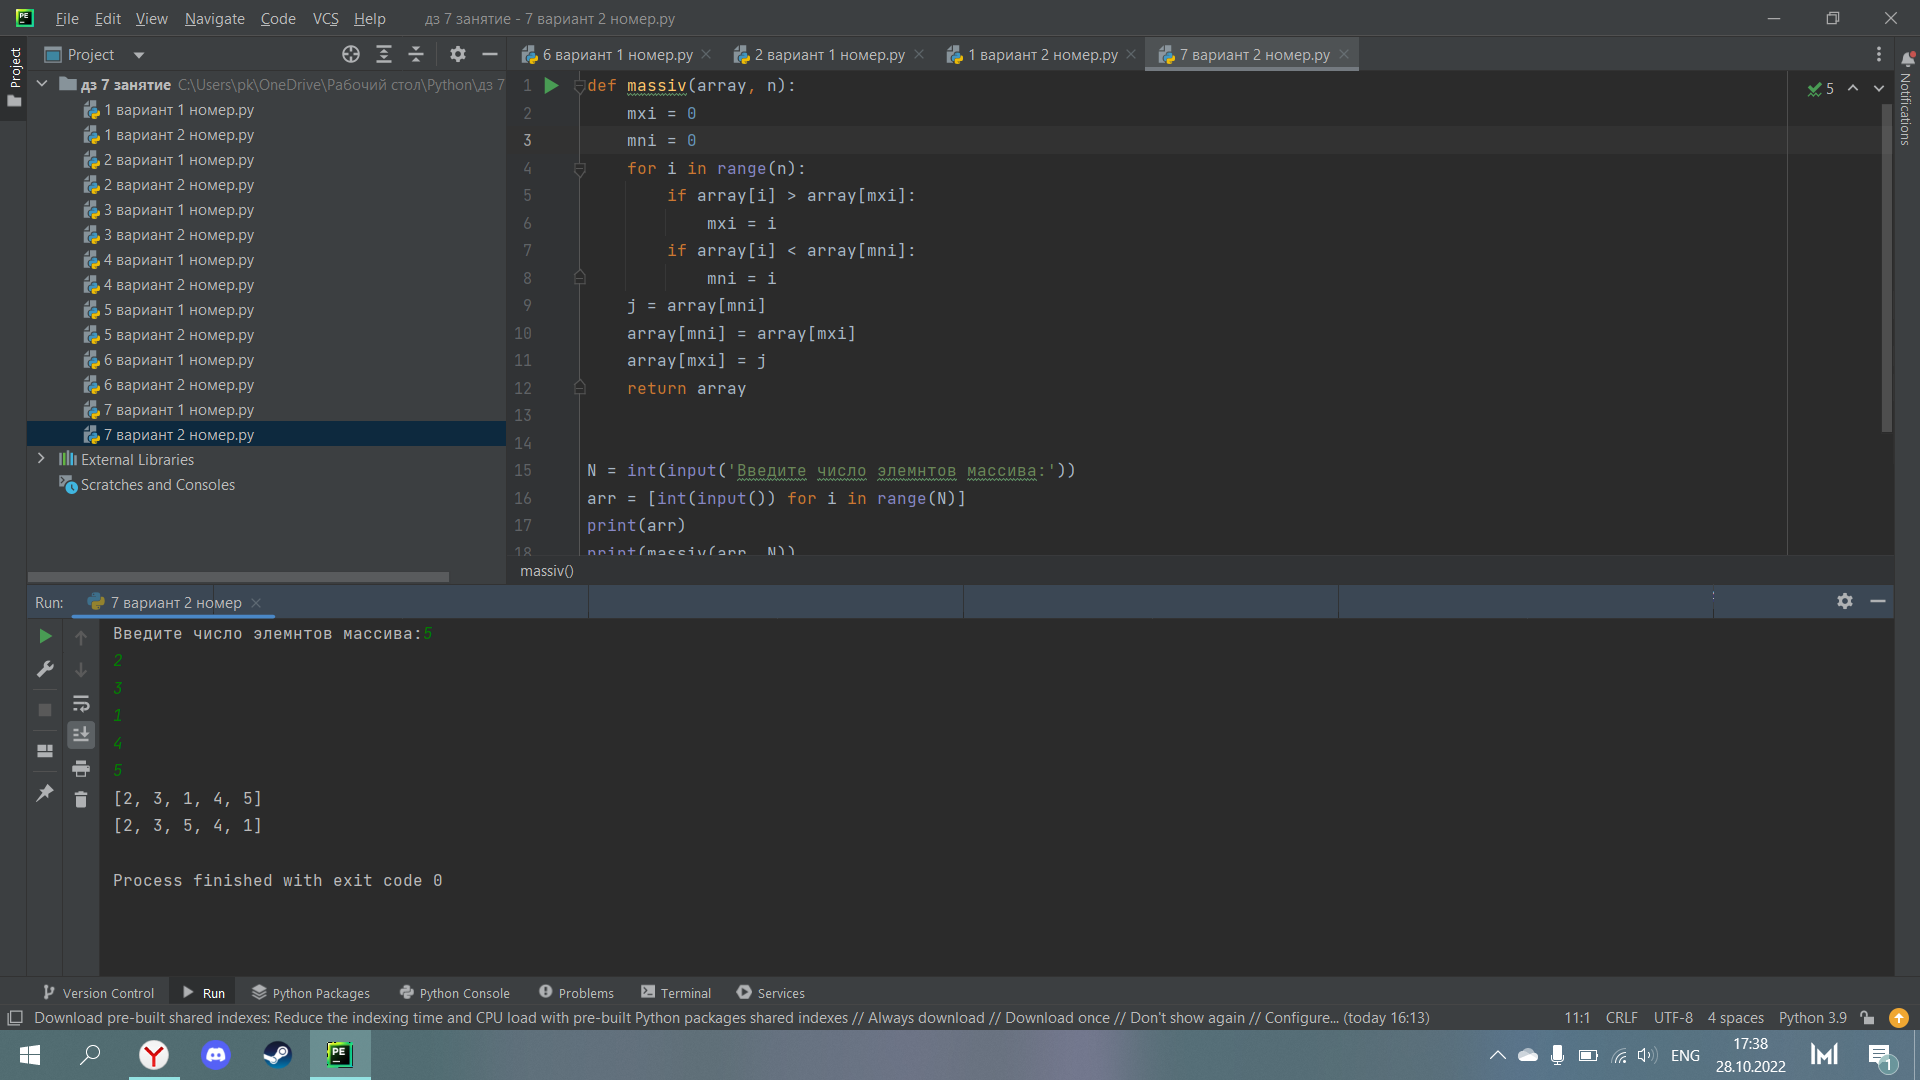 File Edit View Navigate Code VCS Help дз 7 занятие - 7 вариант 2 номер.py
Project
Project
6 вариант 1 номер.py 2 вариант 1 номер.py 1 вариант 2 номер.py 7 вариант 2 номер.py
Notifications
дз 7 занятие C:\Users\pk\OneDrive\Рабочий стол\Python\дз 7
1 вариант 1 номер.py
1 вариант 2 номер.py
2 вариант 1 номер.py
2 вариант 2 номер.py
3 вариант 1 номер.py
3 вариант 2 номер.py
4 вариант 1 номер.py
4 вариант 2 номер.py
5 вариант 1 номер.py
5 вариант 2 номер.py
6 вариант 1 номер.py
6 вариант 2 номер.py
7 вариант 1 номер.py
7 вариант 2 номер.py
External Libraries
Scratches and Consoles
5
1 def massiv(array, n):
2 mxi = 0
3 mni = 0
4 for i in range(n):
5 if array[i] > array[mxi]:
6 mxi = i
7 if array[i] < array[mni]:
8 mni = i
9 j = array[mni]
10 array[mni] = array[mxi]
11 array[mxi] = j
12 return array
13
14
15 N = int(input('Введите число элемнтов массива:'))
16 arr = [int(input()) for i in range(N)]
17 print(arr)
18 print(massiv(arr, N))
massiv()
Run: 7 вариант 2 номер
Введите число элемнтов массива:5
2
3
1
4
5
[2, 3, 1, 4, 5]
[2, 3, 5, 4, 1]
Process finished with exit code 0
Version Control Run Python Packages Python Console Problems Terminal Services
Download pre-built shared indexes: Reduce the indexing time and CPU load with pre-built Python packages shared indexes // Always download // Download once // Don't show again // Configure... (today 16:13) 11:1 CRLF UTF-8 4 spaces Python 3.9
ENG
17:38
28.10.2022
1